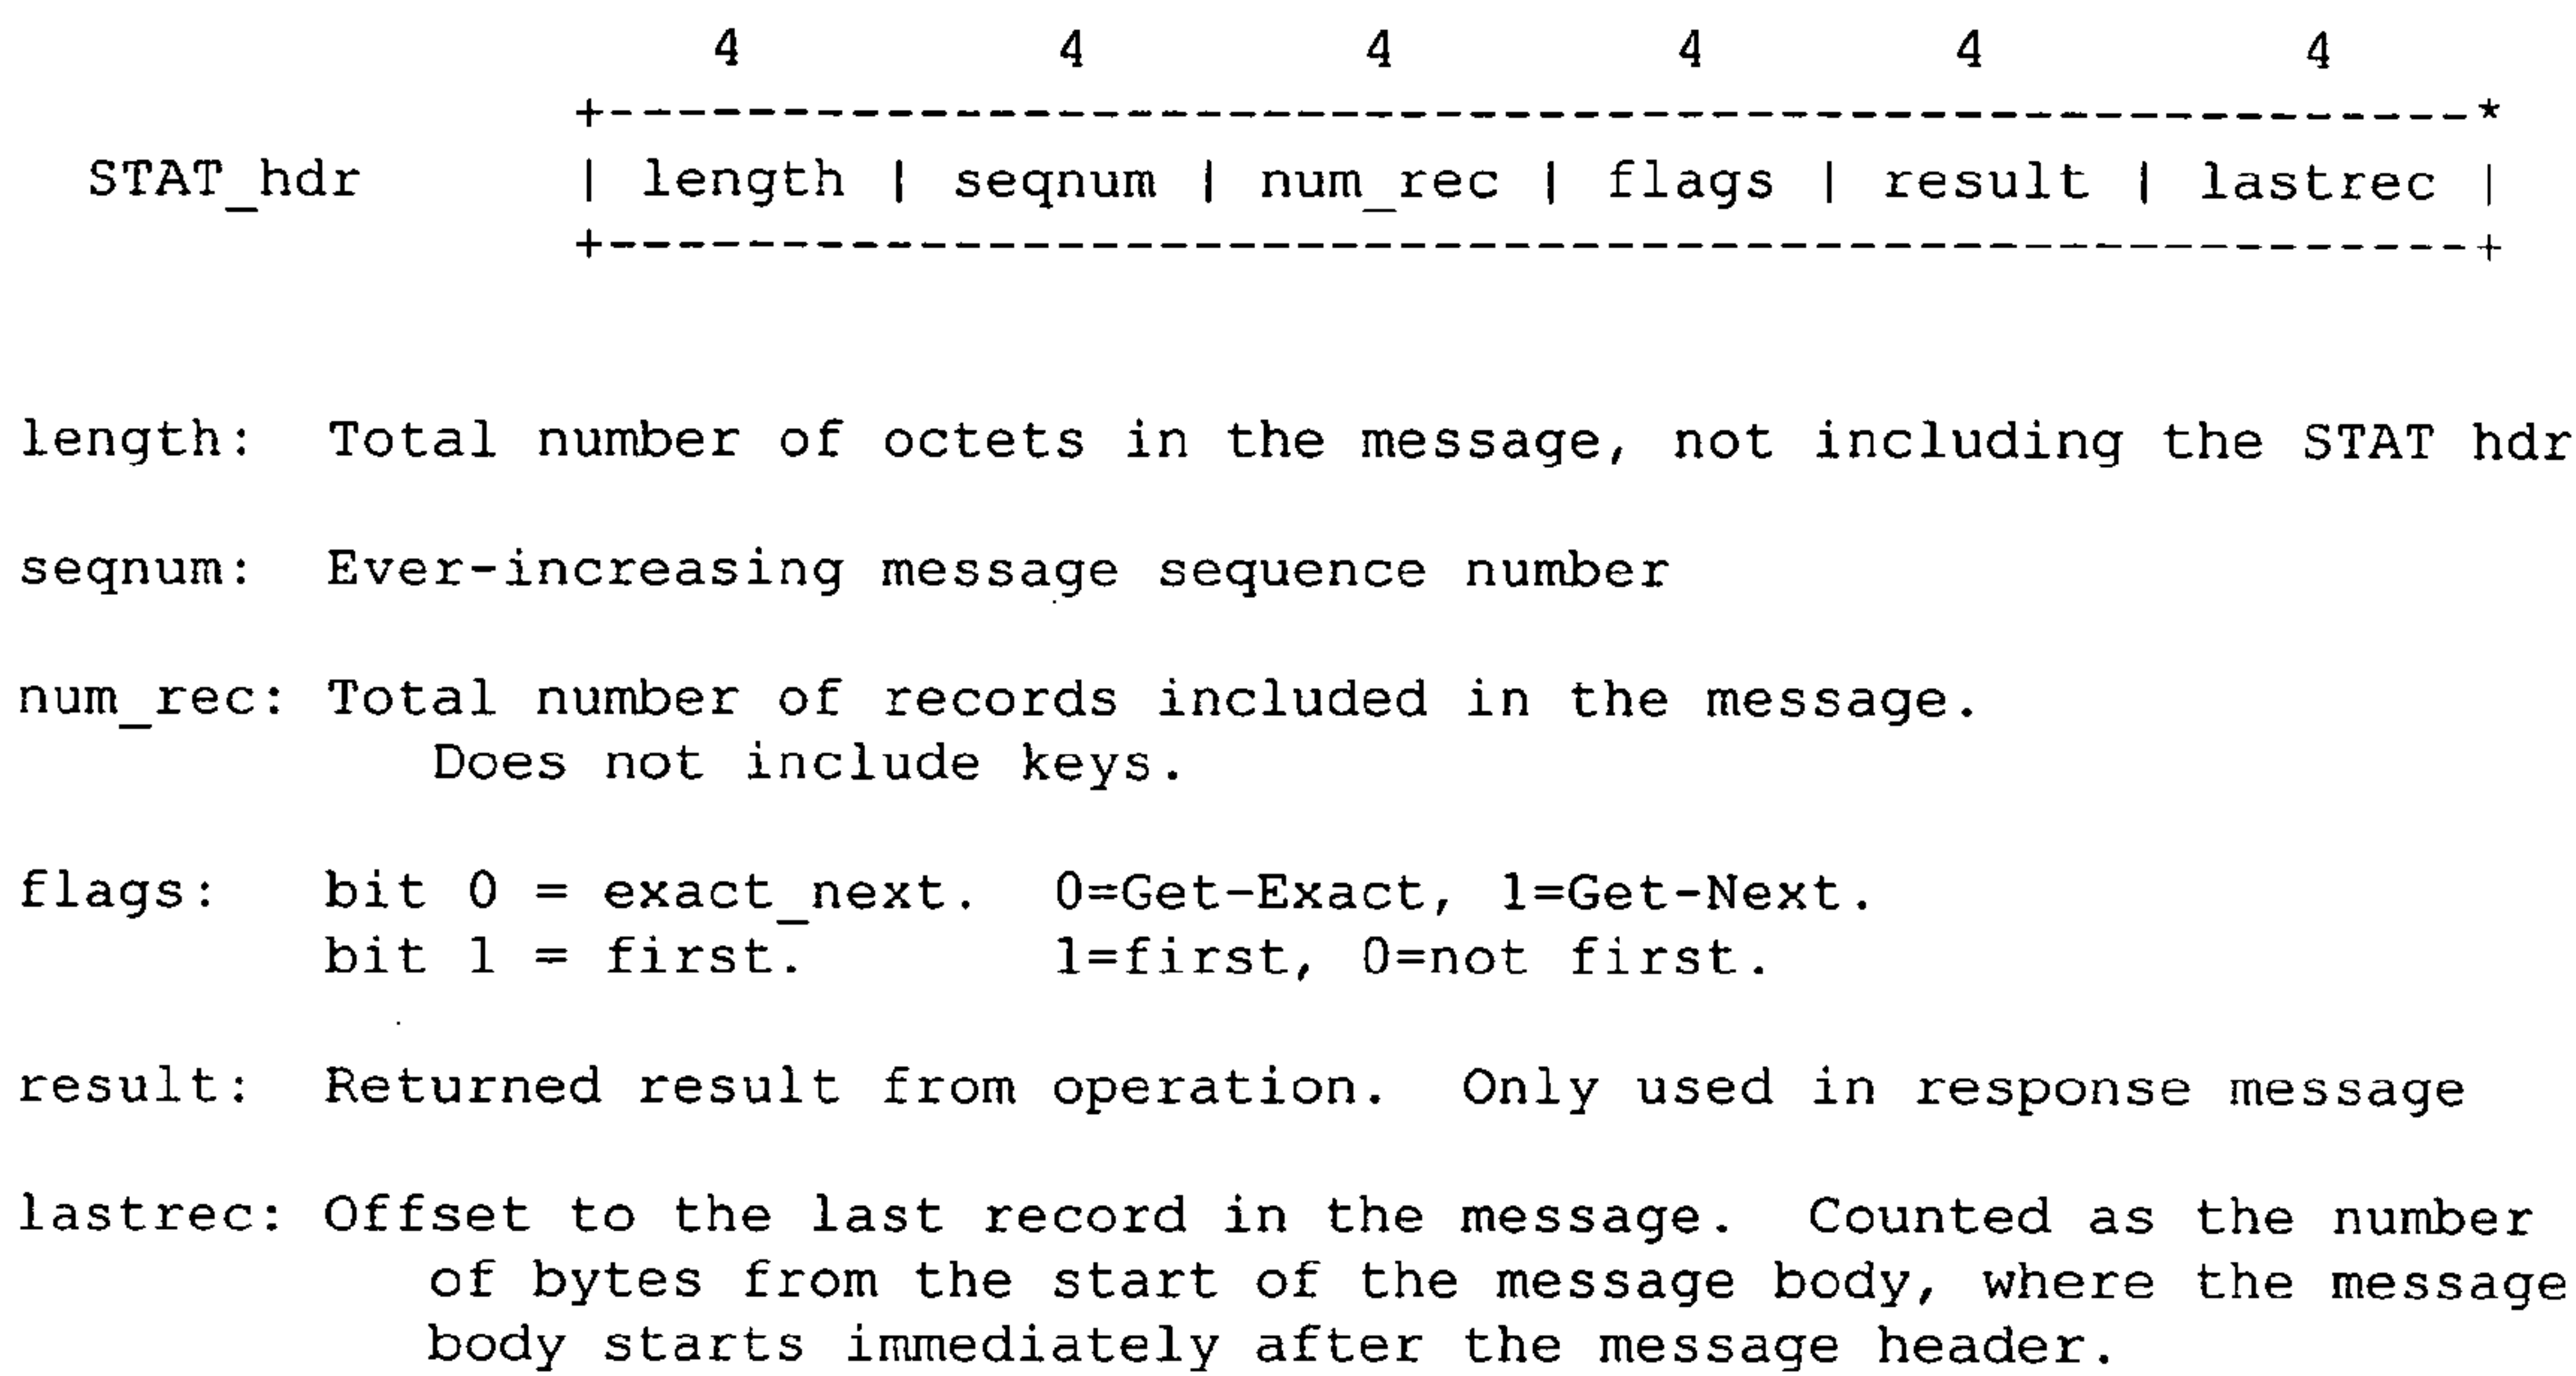 4 4 4 4 4 4
+------------------------------------------------------*
STAT_hdr | length | seqnum | num_rec | flags | result | lastrec |
+------------------------------------------------------+
length: Total number of octets in the message, not including the STAT hdr
seqnum: Ever-increasing message sequence number
num_rec: Total number of records included in the message.
Does not include keys.
flags: bit 0 = exact_next. 0=Get-Exact, 1=Get-Next.
bit 1 = first. 1=first, 0=not first.
result: Returned result from operation. Only used in response message
lastrec: Offset to the last record in the message. Counted as the number
of bytes from the start of the message body, where the message
body starts immediately after the message header.